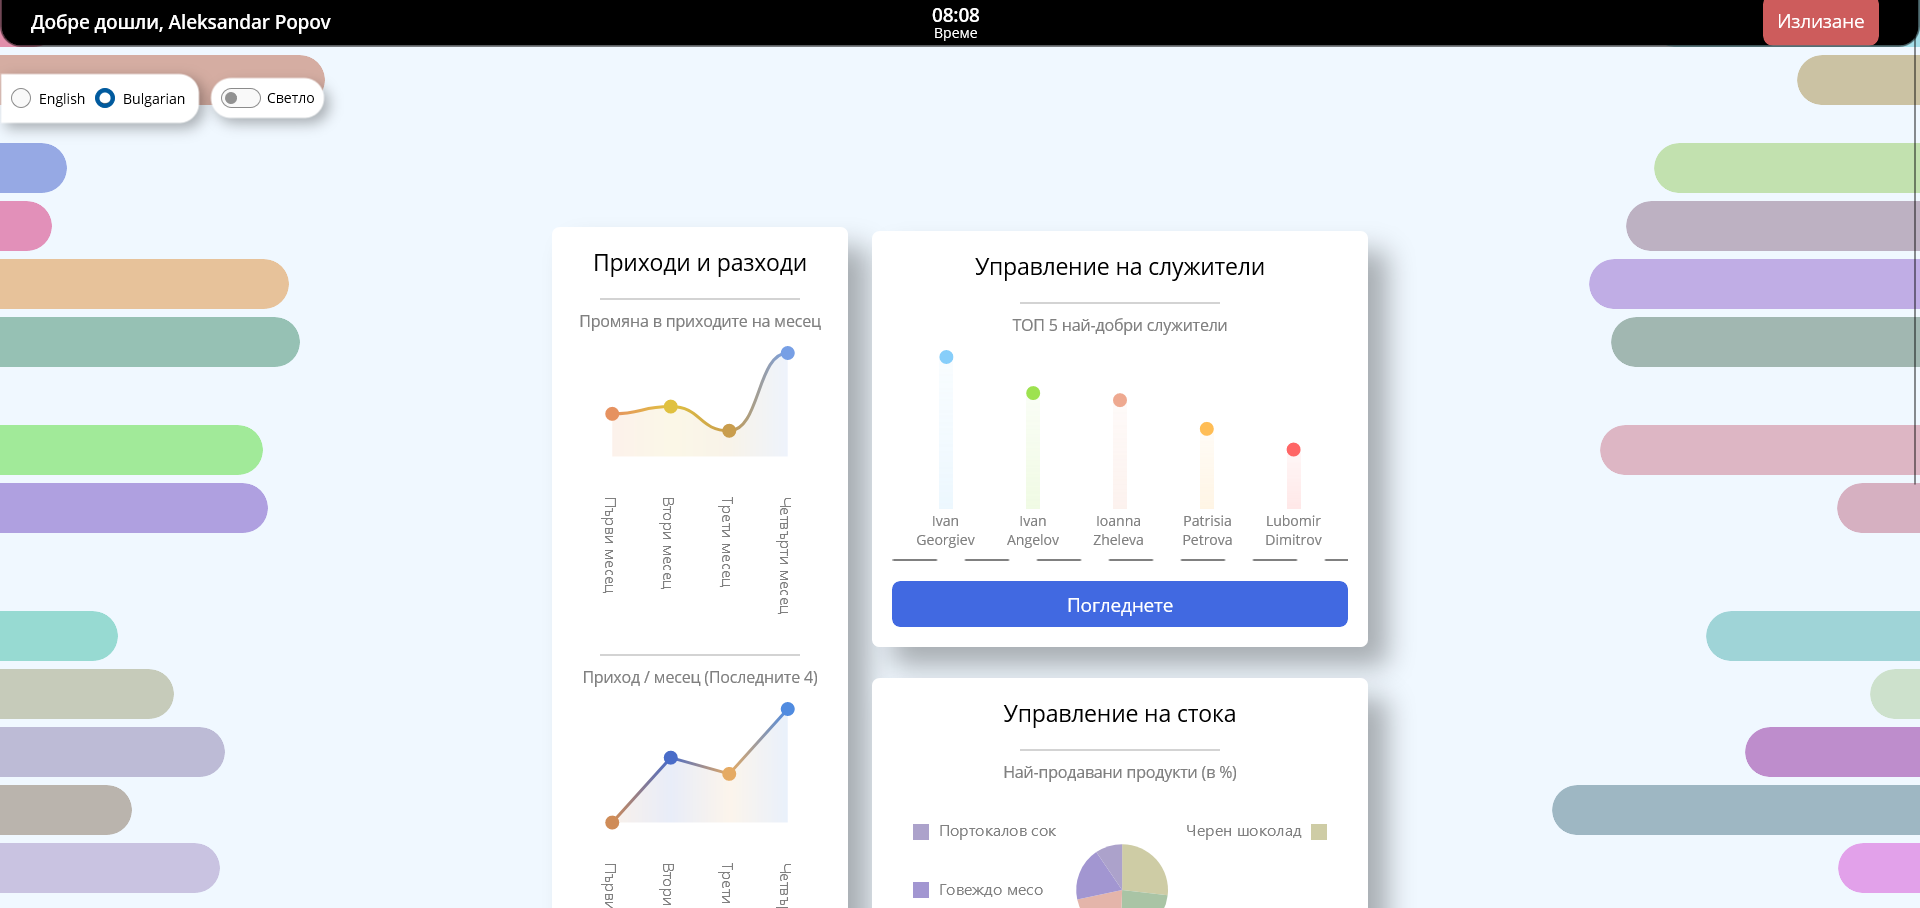 Добре дошли, Aleksandar Popov
08:08
Време
Излизане
English
Bulgarian
Светло
Приходи и разходи
Промяна в приходите на месец
Първи месец
Втори месец
Трети месец
Четвърти месец
Приход / месец (Последните 4)
Първи
Втори
Трети
Управление на служители
ТОП 5 най-добри служители
Ivan
Georgiev
Ivan
Angelov
Ioanna
Zheleva
Patrisia
Petrova
Lubomir
Dimitrov
Погледнете
Управление на стока
Най-продавани продукти (в %)
Портокалов сок
Черен шоколад
Говеждо месо